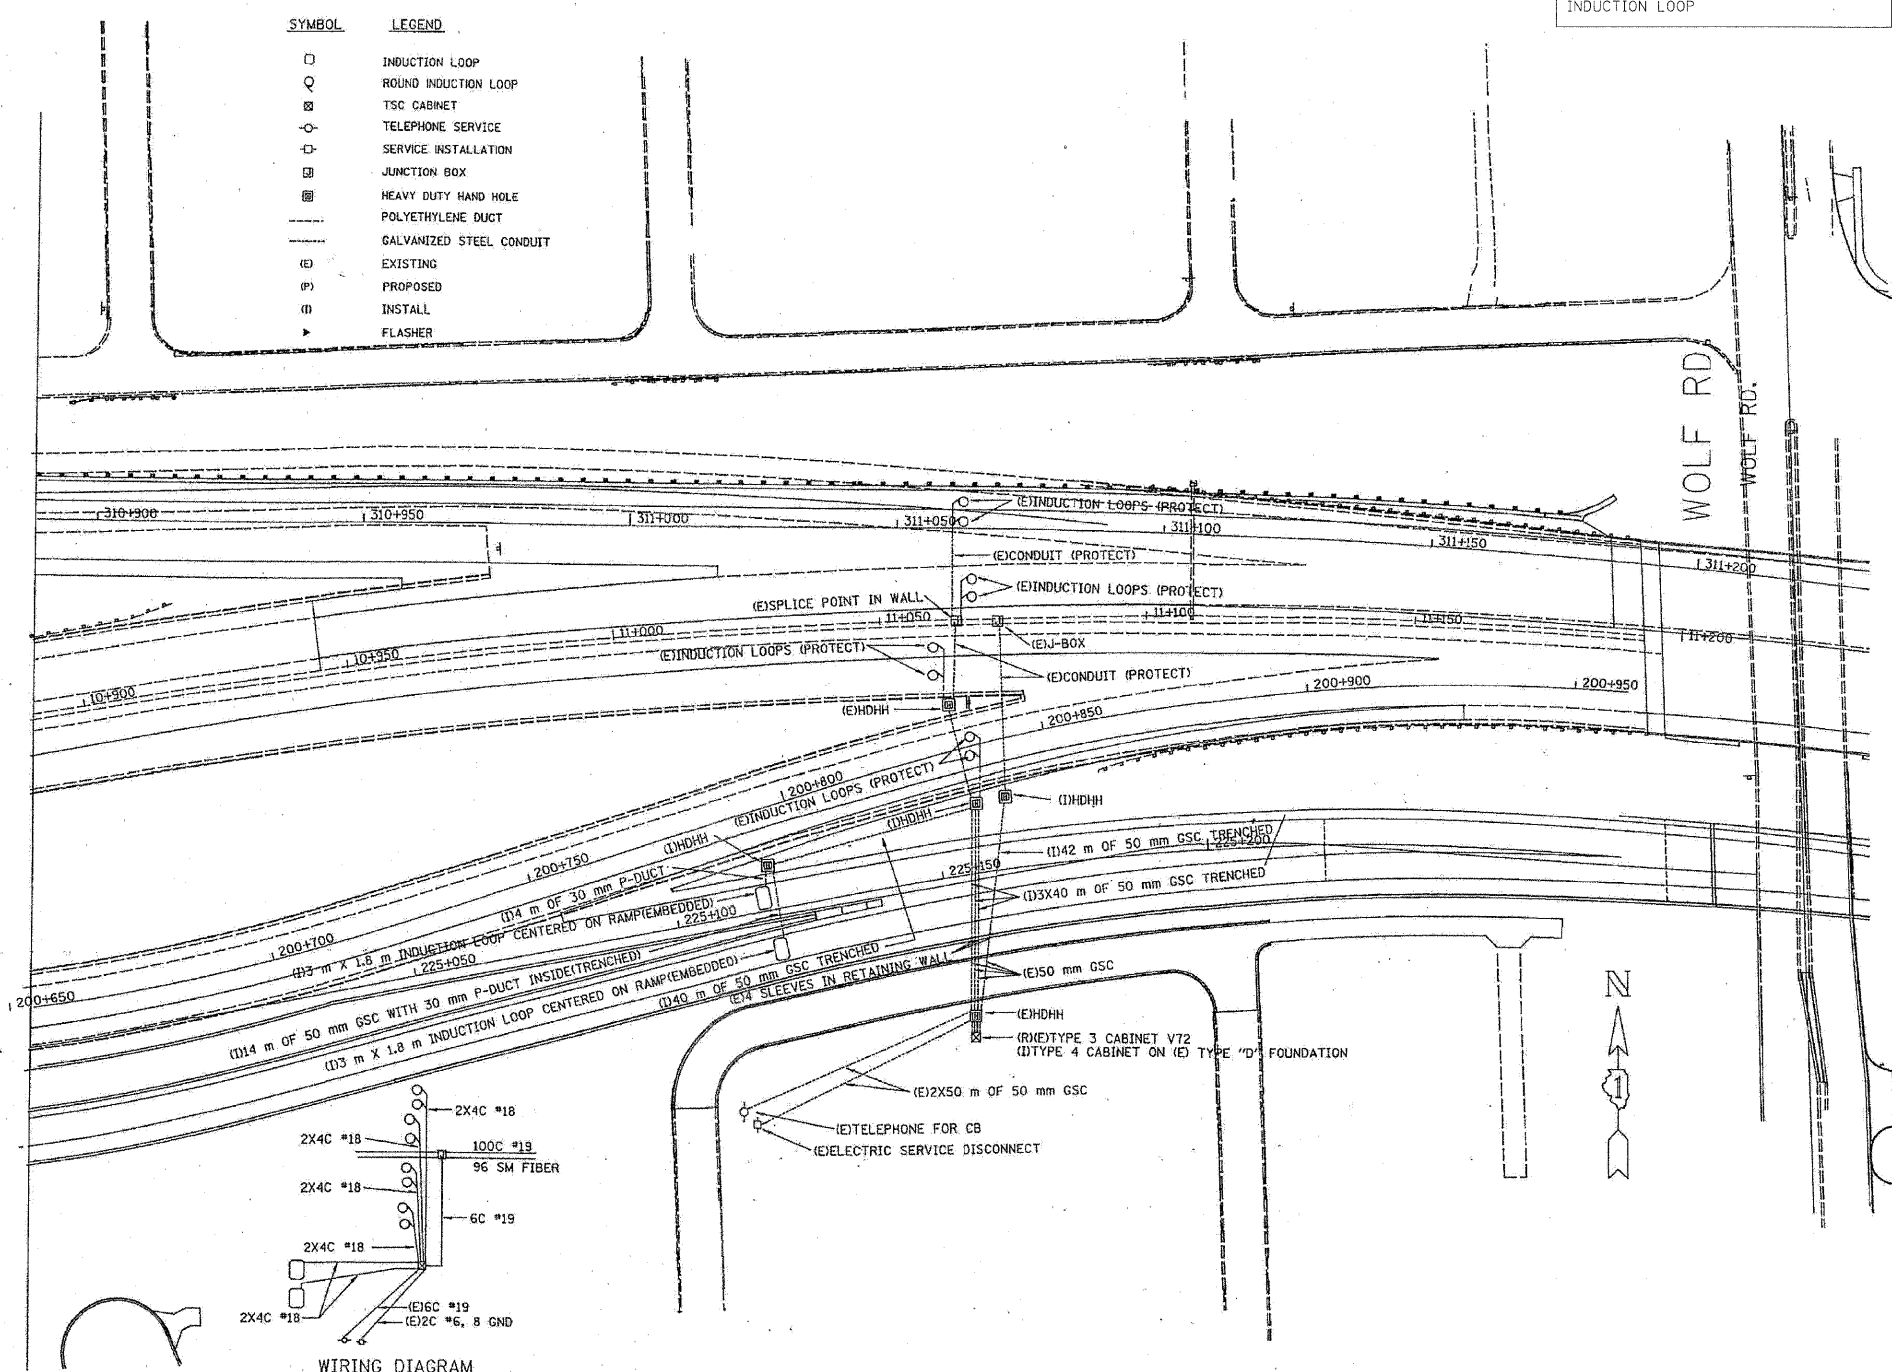 INDUCTION LOOP
SYMBOL LEGEND
INDUCTION LOOP
ROUND INDUCTION LOOP
TSC CABINET
TELEPHONE SERVICE
SERVICE INSTALLATION
JUNCTION BOX
HEAVY DUTY HAND HOLE
POLYETHYLENE DUCT
GALVANIZED STEEL CONDUIT
(E) EXISTING
(P) PROPOSED
(I) INSTALL
FLASHER
WOLF RD
WOLF RD.
310+900
310+950
311+000
311+050
(E)INDUCTION LOOPS (PROTECT)
311+100
311+150
311+200
(E)CONDUIT (PROTECT)
(E)INDUCTION LOOPS (PROTECT)
(E)SPLICE POINT IN WALL
10+900
10+950
11+000
11+050
11+100
11+150
11+200
(E)J-BOX
(E)INDUCTION LOOPS (PROTECT)
(E)CONDUIT (PROTECT)
(E)HDHH
200+650
200+700
200+750
200+800
200+850
200+900
200+950
(E)INDUCTION LOOPS (PROTECT)
(I)HDHH
(I)HDHH
(I)HDHH
(I)42 m OF 50 mm GSC TRENCHED
225+200
225+150
(I)3X40 m OF 50 mm GSC TRENCHED
(I)4 m OF 30 mm P-DUCT
(I)3 m X 1.8 m INDUCTION LOOP CENTERED ON RAMP(EMBEDDED)
225+100
225+050
(I)14 m OF 50 mm GSC WITH 30 mm P-DUCT INSIDE(TRENCHED)
(I)3 m X 1.8 m INDUCTION LOOP CENTERED ON RAMP(EMBEDDED)
(I)40 m OF 50 mm GSC TRENCHED
(E)4 SLEEVES IN RETAINING WALL
(E)50 mm GSC
(E)HDHH
(R)(E)TYPE 3 CABINET V72
(I)TYPE 4 CABINET ON (E) TYPE "D" FOUNDATION
(E)2X50 m OF 50 mm GSC
(E)TELEPHONE FOR CB
(E)ELECTRIC SERVICE DISCONNECT
N
1
2X4C #18
2X4C #18
100C #19
96 SM FIBER
2X4C #18
6C #19
2X4C #18
2X4C #18
(E)6C #19
(E)2C #6, 8 GND
WIRING DIAGRAM